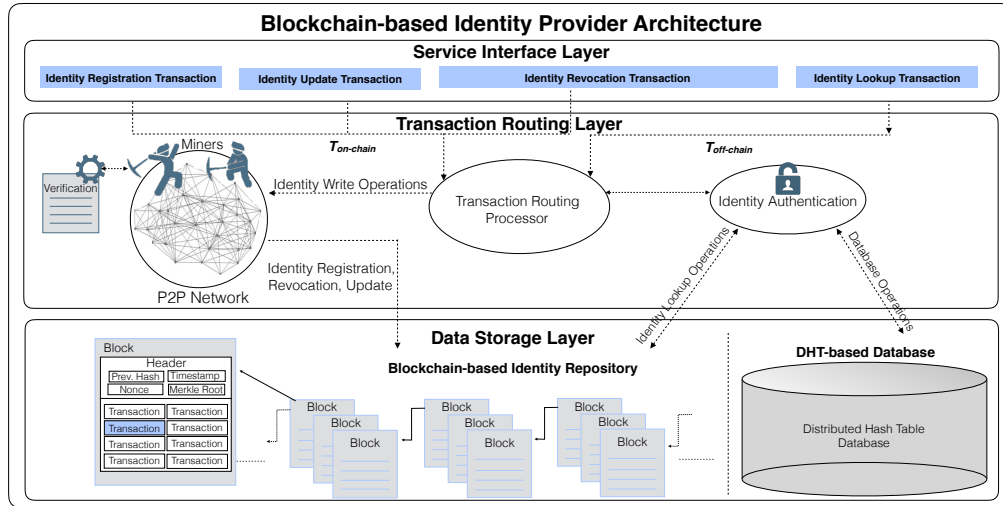 Blockchain-based Identity Provider Architecture
Service Interface Layer
Identity Registration Transaction
Identity Update Transaction
Identity Revocation Transaction
Identity Lookup Transaction
Transaction Routing Layer
Miners
T on-chain
T off-chain
Verification
Identity Write Operations
Transaction Routing
Processor
Identity Authentication
P2P Network
Identity Registration,
Revocation, Update
Identity Lookup Operations
Database Operations
Data Storage Layer
Blockchain-based Identity Repository
DHT-based Database
Block
Header
Prev. Hash
Timestamp
Nonce
Merkle Root
Transaction
Transaction
Transaction
Transaction
Transaction
Transaction
Transaction
Transaction
Block
Block
Block
Block
Block
Block
Block
Block
Block
Distributed Hash Table
Database